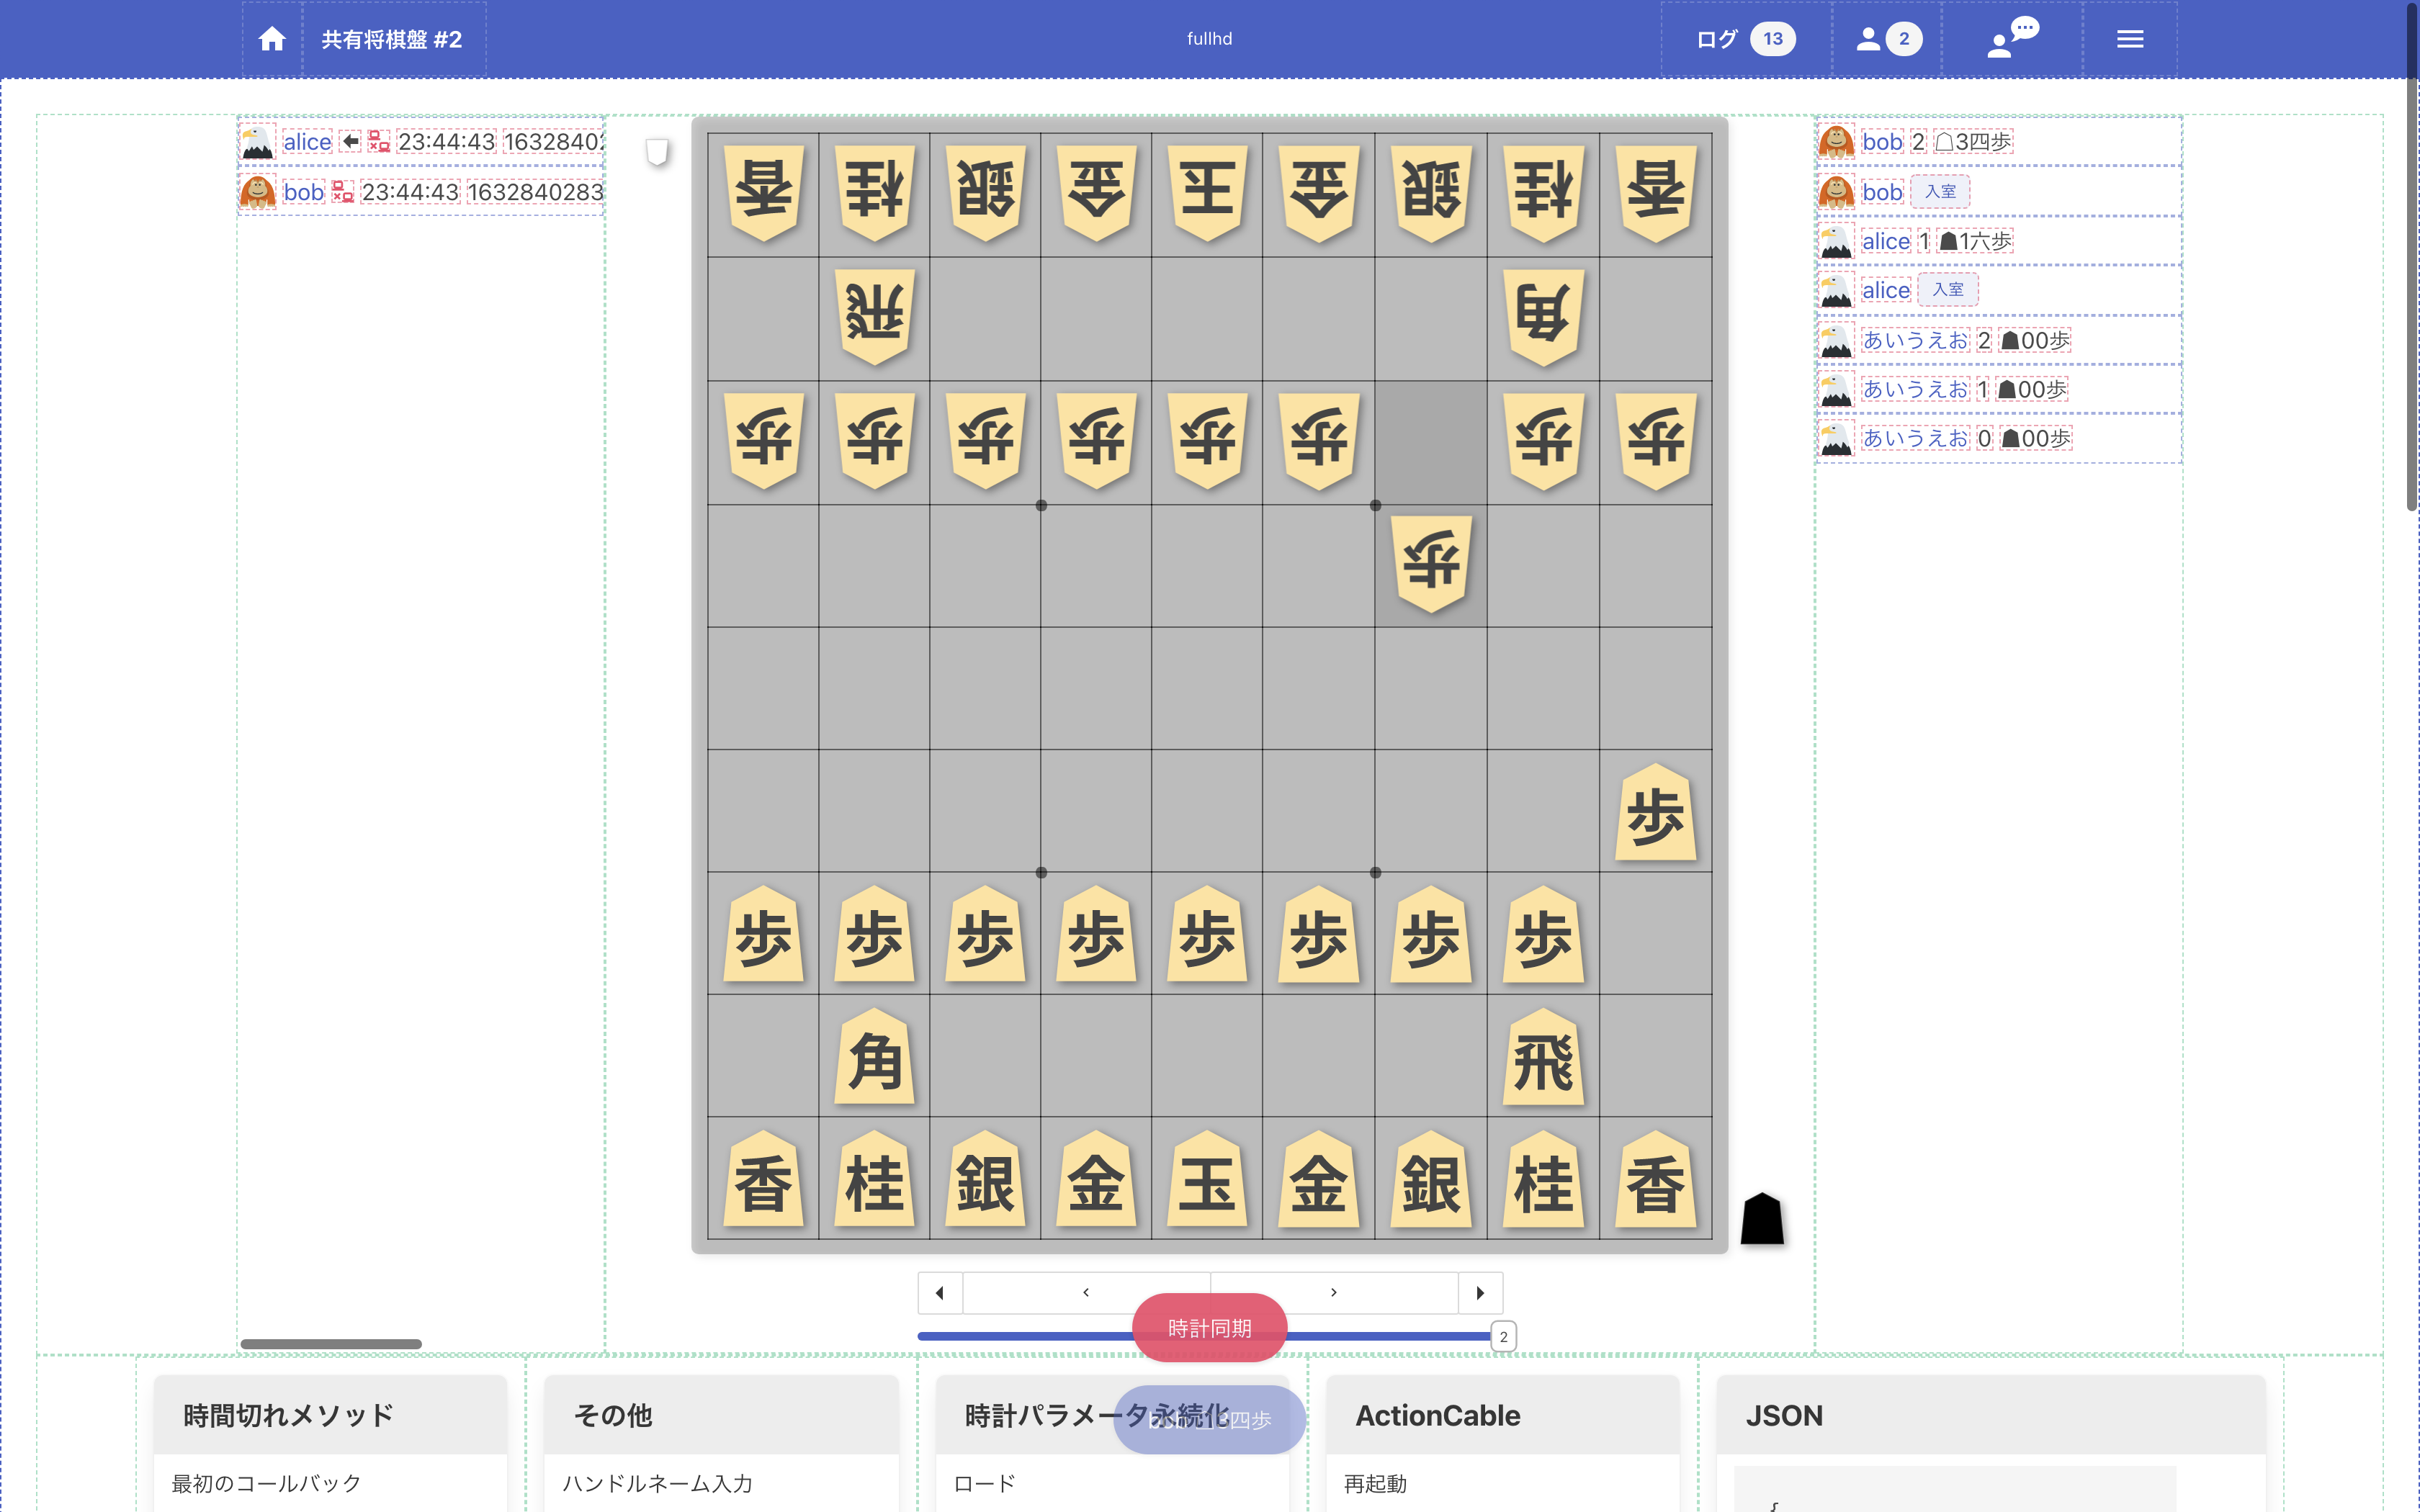 共有将棋盤 #2
fullhd
ログ 13
2
alice 23:44:43 16328402
bob 23:44:43 1632840283
香桂銀金玉金銀桂香
飛角
歩歩歩歩歩歩歩歩
歩
歩
歩歩歩歩歩歩歩歩
角飛
香桂銀金玉金銀桂香
bob 2 ☖3四歩
bob 入室
alice 1 ☗1六歩
alice 入室
あいうえお 2 ☗00歩
あいうえお 1 ☗00歩
あいうえお 0 ☗00歩
時計同期
2
時間切れメソッド
その他
時計パラメータ永続化
ActionCable
JSON
四歩
最初のコールバック
ハンドルネーム入力
ロード
再起動
{